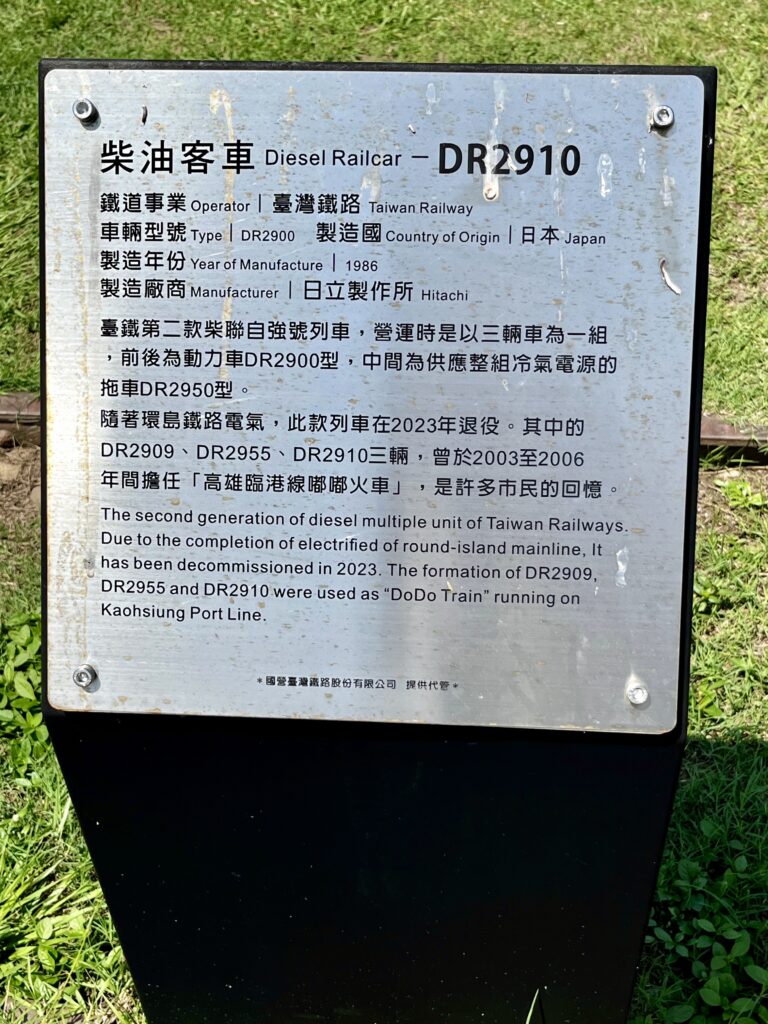 柴油客車 Diesel Railcar – DR2910
鐵道事業 Operator | 臺灣鐵路 Taiwan Railway
車輛型號 Type | DR2900 製造國 Country of Origin | 日本 Japan
製造年份 Year of Manufacture | 1986
製造廠商 Manufacturer | 日立製作所 Hitachi
臺鐵第二款柴聯自強號列車，營運時是以三輛車為一組
，前後為動力車DR2900型，中間為供應整組冷氣電源的
拖車DR2950型。
隨著環島鐵路電氣，此款列車在2023年退役。其中的
DR2909、DR2955、DR2910三輛，曾於2003至2006
年間擔任「高雄臨港線嘟嘟火車」，是許多市民的回憶。
The second generation of diesel multiple unit of Taiwan Railways.
Due to the completion of electrified of round-island mainline, It
has been decommissioned in 2023. The formation of DR2909,
DR2955 and DR2910 were used as “DoDo Train” running on
Kaohsiung Port Line.
＊國營臺灣鐵路股份有限公司 提供代管＊